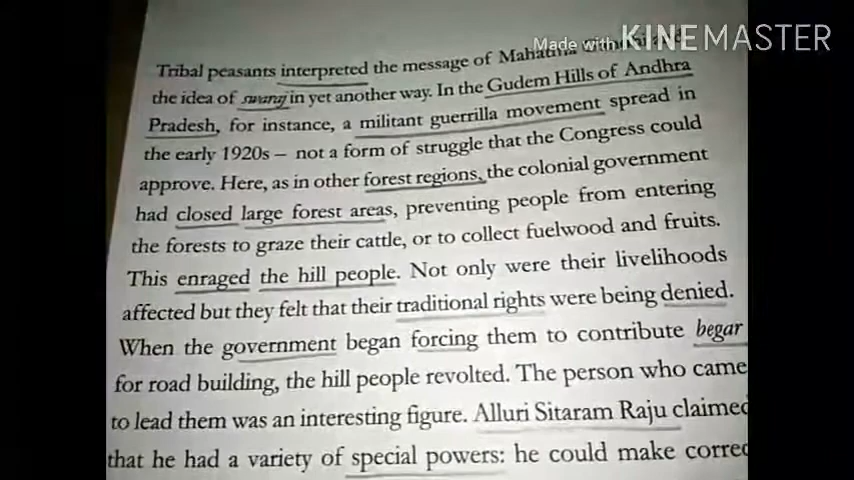 Made with KINEMASTER
Tribal peasants interpreted the message of Mahatma
the idea of swaraj in yet another way. In the Gudem Hills of Andhra
Pradesh, for instance, a militant guerrilla movement spread in
the early 1920s – not a form of struggle that the Congress could
approve. Here, as in other forest regions, the colonial government
had closed large forest areas, preventing people from entering
the forests to graze their cattle, or to collect fuelwood and fruits.
This enraged the hill people. Not only were their livelihoods
affected but they felt that their traditional rights were being denied.
When the government began forcing them to contribute begar
for road building, the hill people revolted. The person who came
to lead them was an interesting figure. Alluri Sitaram Raju claimed
that he had a variety of special powers: he could make correc